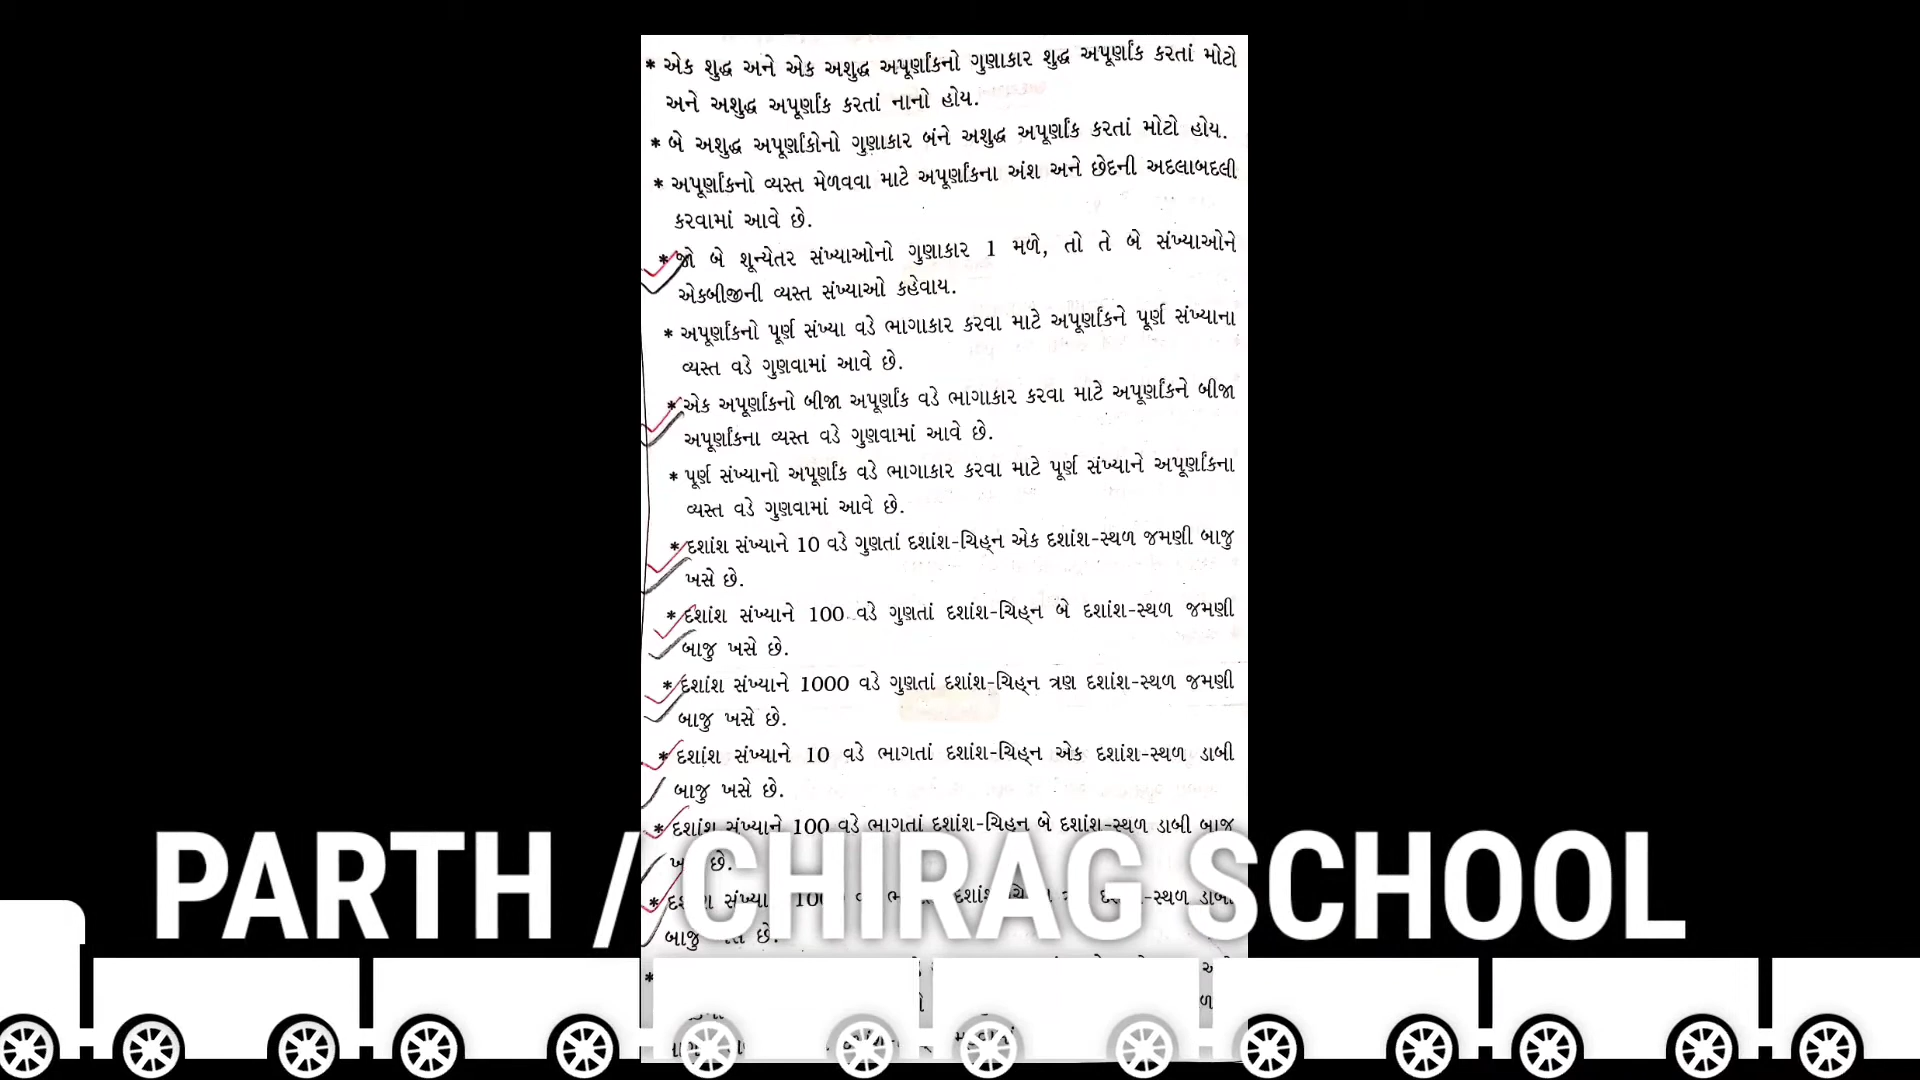 * એક શુદ્ધ અને એક અશુદ્ધ અપૂર્ણાંકનો ગુણાકાર શુદ્ધ અપૂર્ણાંક કરતાં મોટો
અને અશુદ્ધ અપૂર્ણાંક કરતાં નાનો હોય.
* બે અશુદ્ધ અપૂર્ણાંકોનો ગુણાકાર બંને અશુદ્ધ અપૂર્ણાંક કરતાં મોટો હોય.
* અપૂર્ણાંકનો વ્યસ્ત મેળવવા માટે અપૂર્ણાંકના અંશ અને છેદની અદલાબદલી
કરવામાં આવે છે.
* જો બે શૂન્યેતર સંખ્યાઓનો ગુણાકાર 1 મળે, તો તે બે સંખ્યાઓને
એકબીજીની વ્યસ્ત સંખ્યાઓ કહેવાય.
* અપૂર્ણાંકનો પૂર્ણ સંખ્યા વડે ભાગાકાર કરવા માટે અપૂર્ણાંકને પૂર્ણ સંખ્યાના
વ્યસ્ત વડે ગુણવામાં આવે છે.
* એક અપૂર્ણાંકનો બીજા અપૂર્ણાંક વડે ભાગાકાર કરવા માટે અપૂર્ણાંકને બીજા
અપૂર્ણાંકના વ્યસ્ત વડે ગુણવામાં આવે છે.
* પૂર્ણ સંખ્યાનો અપૂર્ણાંક વડે ભાગાકાર કરવા માટે પૂર્ણ સંખ્યાને અપૂર્ણાંકના
વ્યસ્ત વડે ગુણવામાં આવે છે.
* દશાંશ સંખ્યાને 10 વડે ગુણતાં દશાંશ-ચિહ્ન એક દશાંશ-સ્થળ જમણી બાજુ
ખસે છે.
* દશાંશ સંખ્યાને 100 વડે ગુણતાં દશાંશ-ચિહ્ન બે દશાંશ-સ્થળ જમણી
બાજુ ખસે છે.
* દશાંશ સંખ્યાને 1000 વડે ગુણતાં દશાંશ-ચિહ્ન ત્રણ દશાંશ-સ્થળ જમણી
બાજુ ખસે છે.
* દશાંશ સંખ્યાને 10 વડે ભાગતાં દશાંશ-ચિહ્ન એક દશાંશ-સ્થળ ડાબી
બાજુ ખસે છે.
* દશાંશ સંખ્યાને 100 વડે ભાગતાં દશાંશ-ચિહ્ન બે દશાંશ-સ્થળ ડાબી બાજુ
છે.
PARTH / CHIRAG SCHOOL
* સ્થળ ડાબી
બાજુ છે.